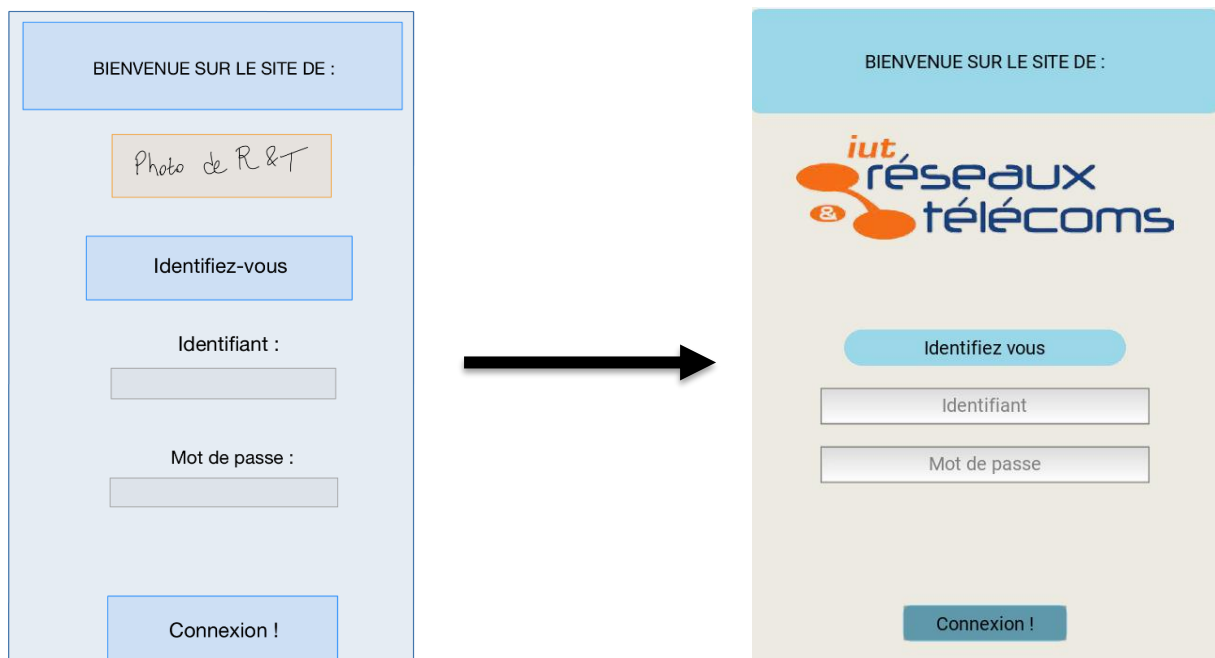 BIENVENUE SUR LE SITE DE :
Photo de R&T
Identifiez-vous
Identifiant :
Mot de passe :
Connexion !
BIENVENUE SUR LE SITE DE :
iut
réseaux
& télécoms
Identifiez vous
Identifiant
Mot de passe
Connexion !